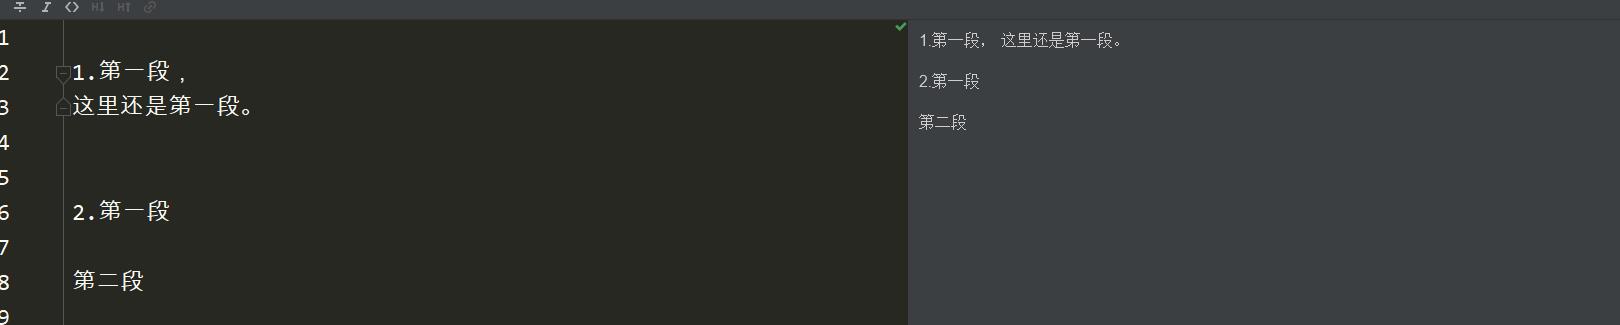 1
2 1.第一段，
3 这里还是第一段。
4
5
6 2.第一段
7
8 第二段
9
1.第一段， 这里还是第一段。
2.第一段
第二段